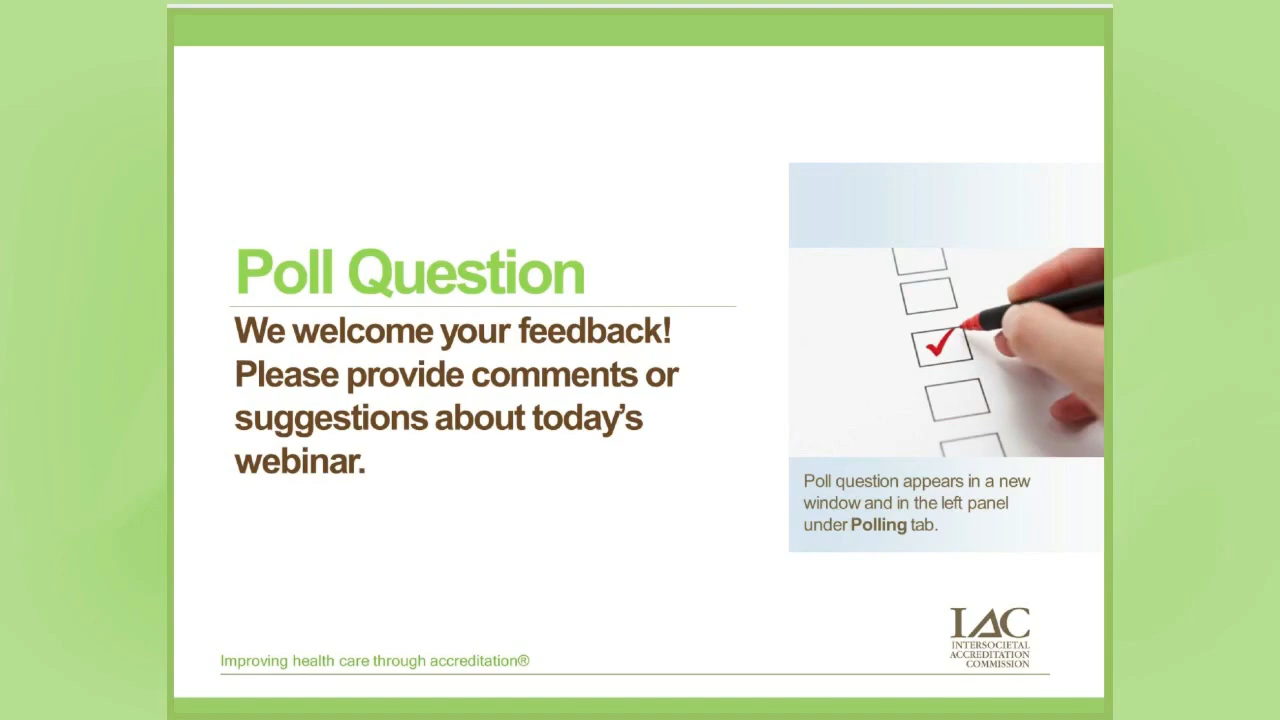 Poll Question
We welcome your feedback!
Please provide comments or
suggestions about today’s
webinar.
Poll question appears in a new
window and in the left panel
under Polling tab.
Improving health care through accreditation®
IAC
INTERSOCIETAL
ACCREDITATION
COMMISSION